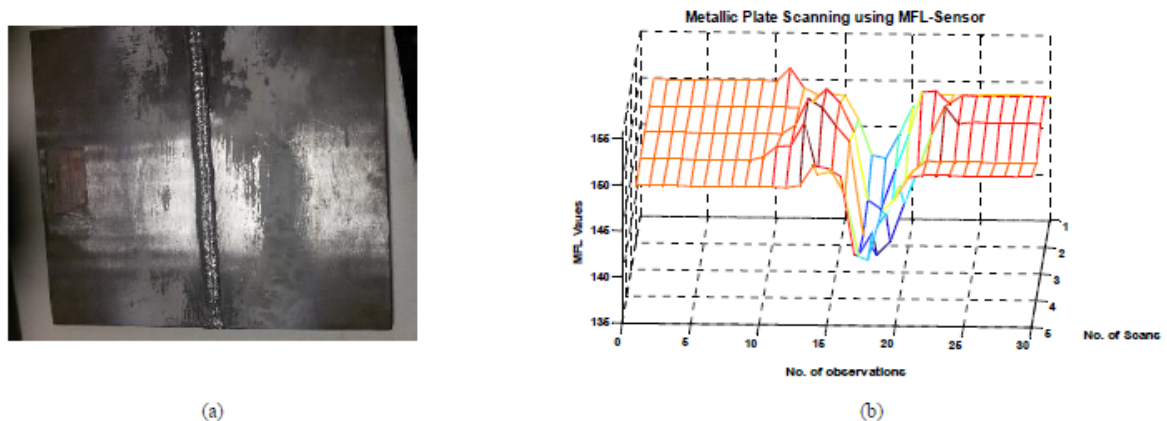 Metallic Plate Scanning using MFL-Sensor
155
150
145
140
135
MFL Vaues
0
5
10
15
20
25
30
No. of observations
1
2
3
4
5
No. of Scans
(a)
(b)